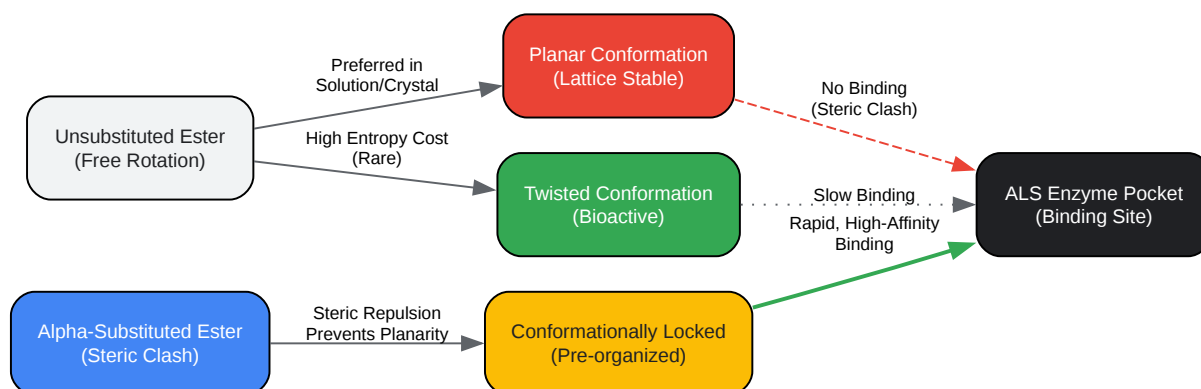 Planar Conformation
(Lattice Stable)
Preferred in
Solution/Crystal
No Binding
(Steric Clash)
Unsubstituted Ester
(Free Rotation)
High Entropy Cost
(Rare)
Twisted Conformation
(Bioactive)
Slow Binding
ALS Enzyme Pocket
(Binding Site)
Rapid, High-Affinity
Binding
Alpha-Substituted Ester
(Steric Clash)
Steric Repulsion
Prevents Planarity
Conformationally Locked
(Pre-organized)